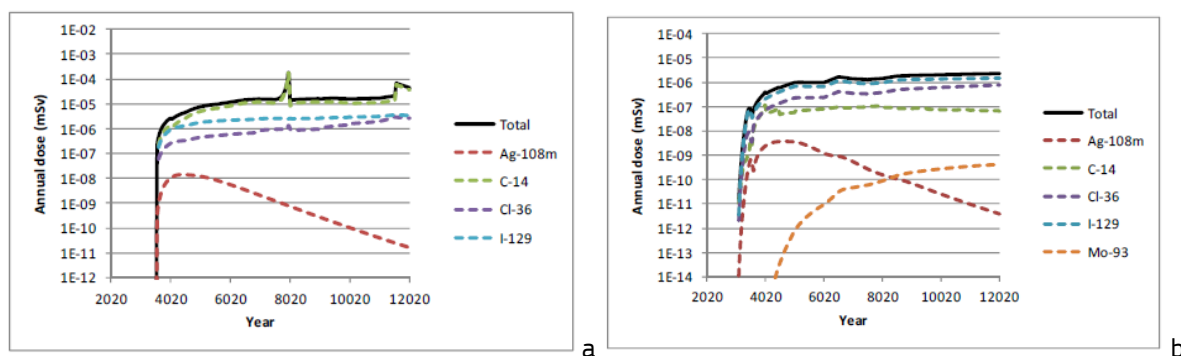 1E-02
1E-03
1E-04
1E-05
1E-06
1E-07
1E-08
1E-09
1E-10
1E-11
1E-12
Annual dose (mSv)
2020 4020 6020 8020 10020 12020
Year
Total
Ag-108m
C-14
Cl-36
I-129
a
1E-04
1E-05
1E-06
1E-07
1E-08
1E-09
1E-10
1E-11
1E-12
1E-13
1E-14
Annual dose (mSv)
2020 4020 6020 8020 10020 12020
Year
Total
Ag-108m
C-14
Cl-36
I-129
Mo-93
b